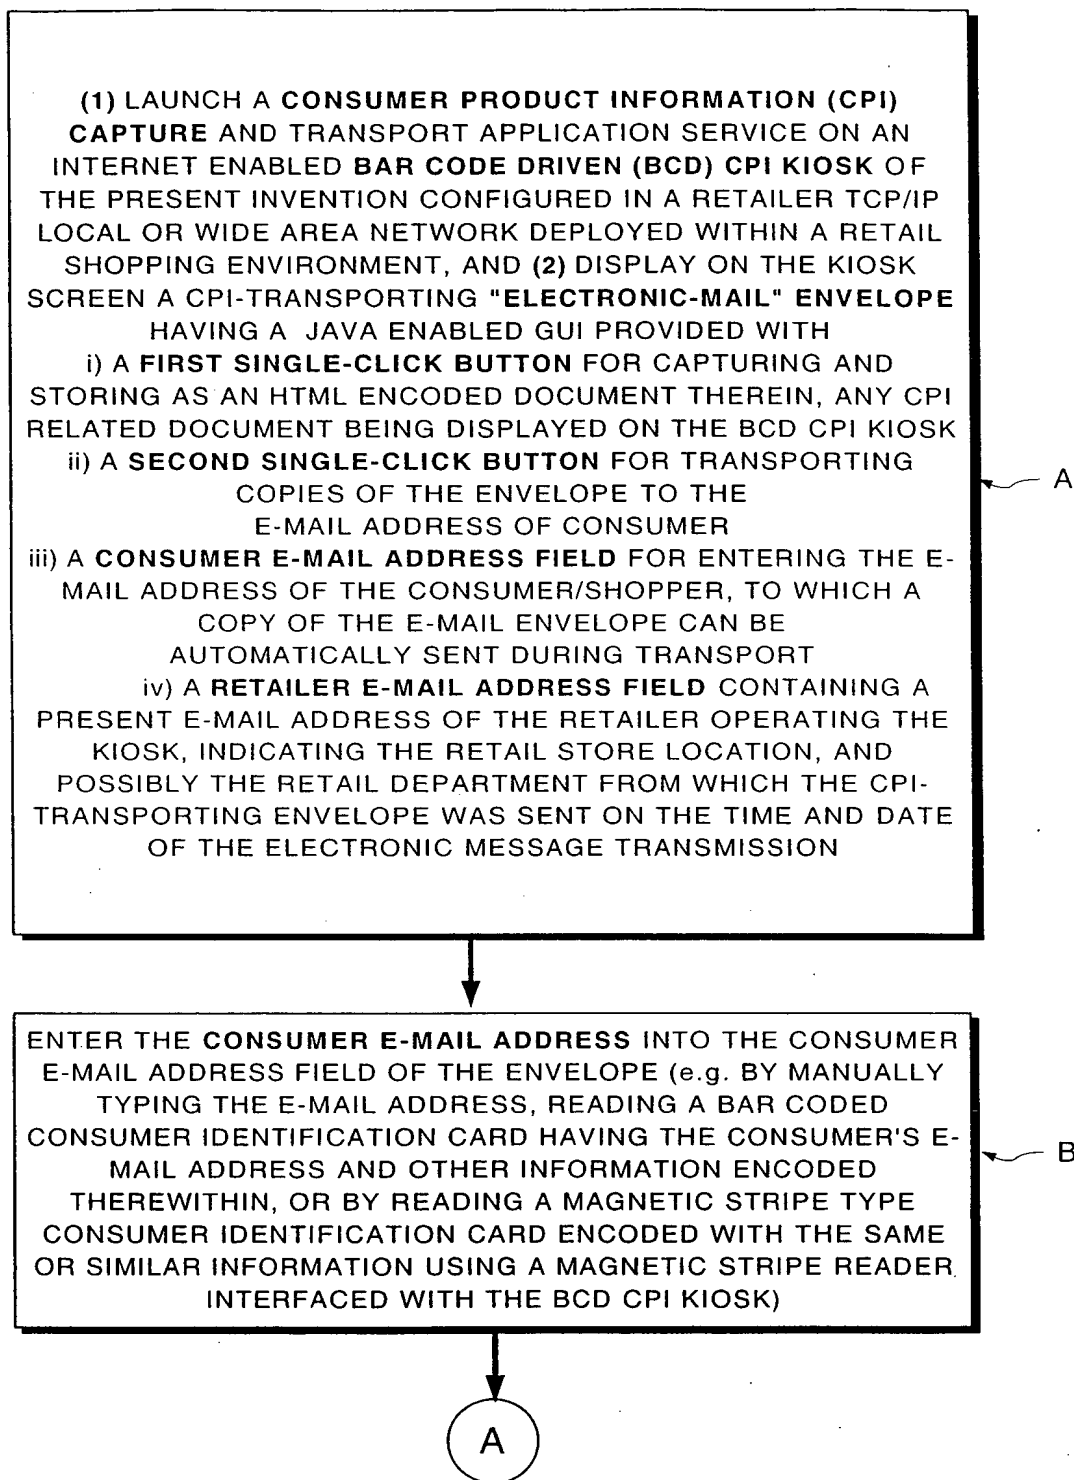 (1) LAUNCH A CONSUMER PRODUCT INFORMATION (CPI)
CAPTURE AND TRANSPORT APPLICATION SERVICE ON AN
INTERNET ENABLED BAR CODE DRIVEN (BCD) CPI KIOSK OF
THE PRESENT INVENTION CONFIGURED IN A RETAILER TCP/IP
LOCAL OR WIDE AREA NETWORK DEPLOYED WITHIN A RETAIL
SHOPPING ENVIRONMENT, AND (2) DISPLAY ON THE KIOSK
SCREEN A CPI-TRANSPORTING "ELECTRONIC-MAIL" ENVELOPE
HAVING A JAVA ENABLED GUI PROVIDED WITH
i) A FIRST SINGLE-CLICK BUTTON FOR CAPTURING AND
STORING AS AN HTML ENCODED DOCUMENT THEREIN, ANY CPI
RELATED DOCUMENT BEING DISPLAYED ON THE BCD CPI KIOSK
ii) A SECOND SINGLE-CLICK BUTTON FOR TRANSPORTING
COPIES OF THE ENVELOPE TO THE
E-MAIL ADDRESS OF CONSUMER
iii) A CONSUMER E-MAIL ADDRESS FIELD FOR ENTERING THE E-
MAIL ADDRESS OF THE CONSUMER/SHOPPER, TO WHICH A
COPY OF THE E-MAIL ENVELOPE CAN BE
AUTOMATICALLY SENT DURING TRANSPORT
iv) A RETAILER E-MAIL ADDRESS FIELD CONTAINING A
PRESENT E-MAIL ADDRESS OF THE RETAILER OPERATING THE
KIOSK, INDICATING THE RETAIL STORE LOCATION, AND
POSSIBLY THE RETAIL DEPARTMENT FROM WHICH THE CPI-
TRANSPORTING ENVELOPE WAS SENT ON THE TIME AND DATE
OF THE ELECTRONIC MESSAGE TRANSMISSION
A
ENTER THE CONSUMER E-MAIL ADDRESS INTO THE CONSUMER
E-MAIL ADDRESS FIELD OF THE ENVELOPE (e.g. BY MANUALLY
TYPING THE E-MAIL ADDRESS, READING A BAR CODED
CONSUMER IDENTIFICATION CARD HAVING THE CONSUMER'S E-
MAIL ADDRESS AND OTHER INFORMATION ENCODED
THEREWITHIN, OR BY READING A MAGNETIC STRIPE TYPE
CONSUMER IDENTIFICATION CARD ENCODED WITH THE SAME
OR SIMILAR INFORMATION USING A MAGNETIC STRIPE READER
INTERFACED WITH THE BCD CPI KIOSK)
B
A